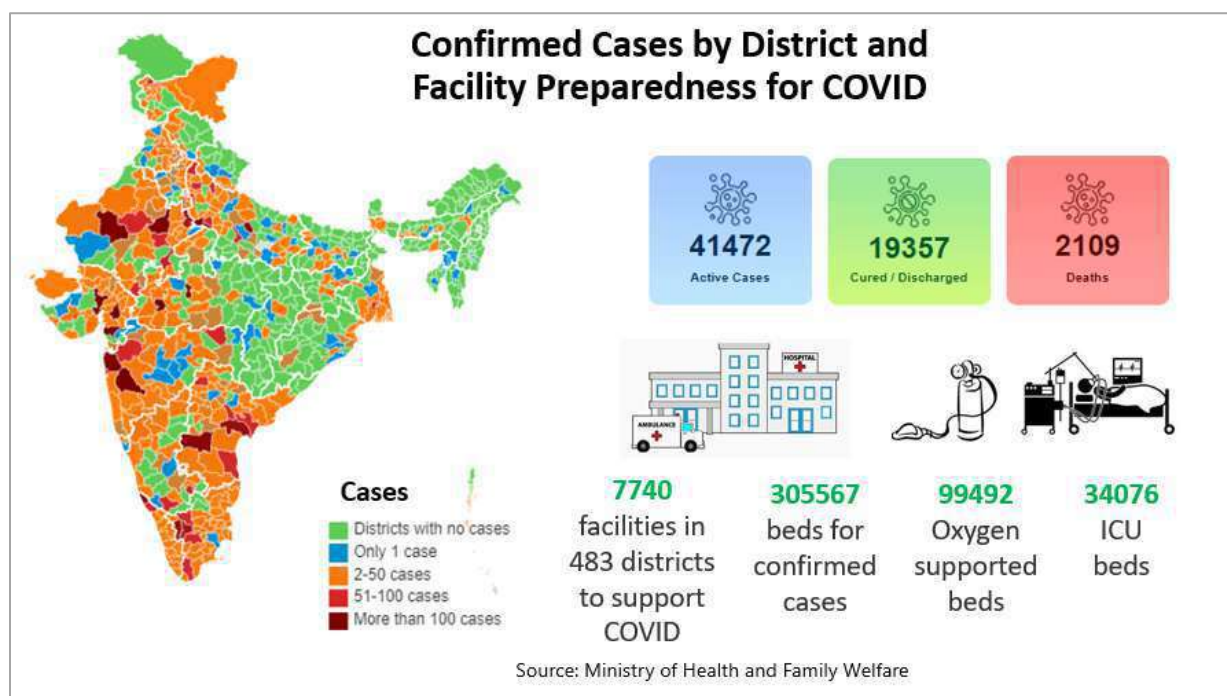 Confirmed Cases by District and
Facility Preparedness for COVID
41472
Active Cases
19357
Cured / Discharged
2109
Deaths
HOSPITAL
AMBULANCE
Cases
Districts with no cases
Only 1 case
2-50 cases
51-100 cases
More than 100 cases
7740
facilities in
483 districts
to support
COVID
305567
beds for
confirmed
cases
99492
Oxygen
supported
beds
34076
ICU
beds
Source: Ministry of Health and Family Welfare